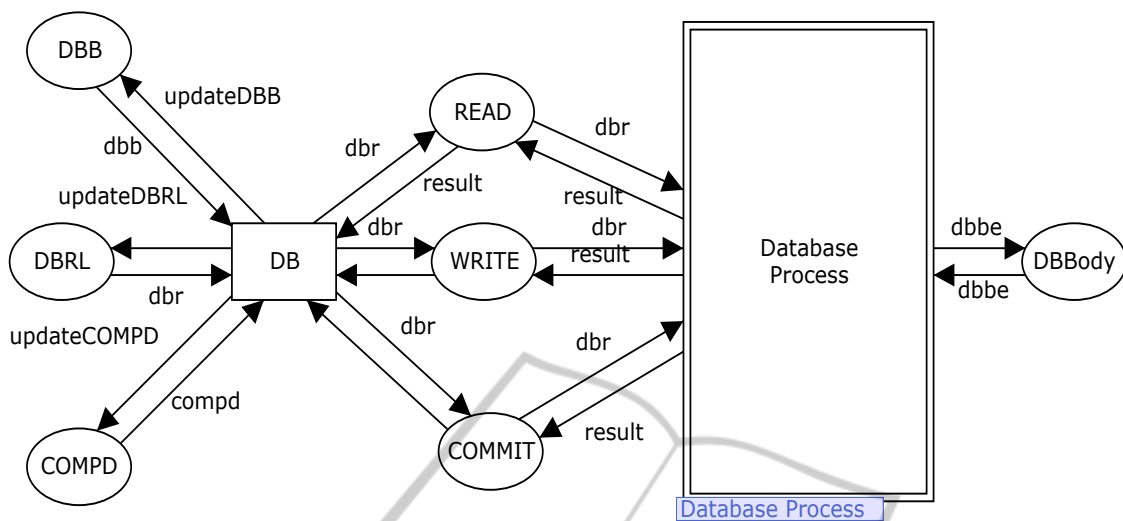 DBB
updateDBB
READ
dbr
dbb
dbr
result
updateDBRL
result
dbr
dbr
DBRL
DB
WRITE
result
Database
Process
dbbe
DBBody
dbbe
dbr
updateCOMPD
dbr
dbr
compd
result
COMPD
COMMIT
Database Process